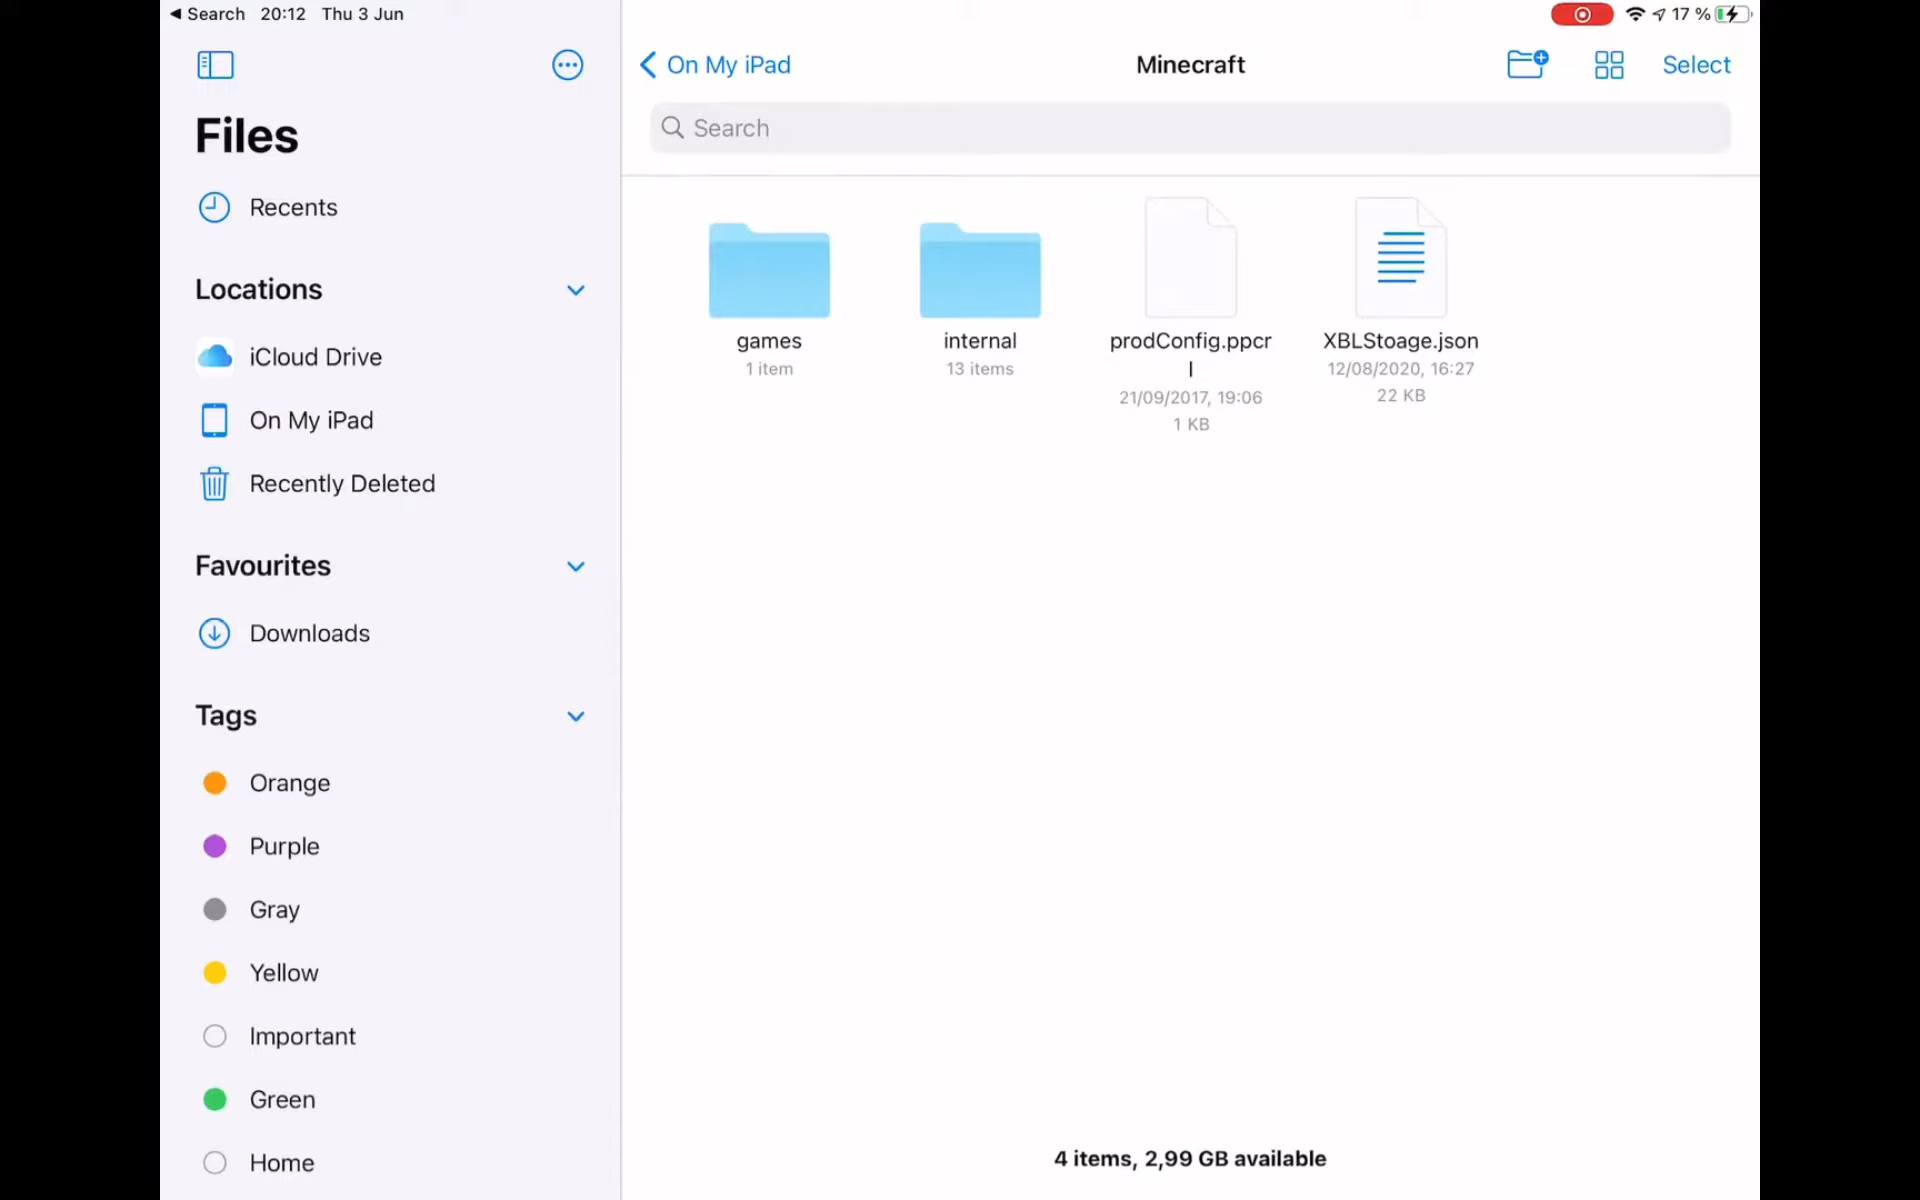 ◀ Search 20:12 Thu 3 Jun
17 %
Files
Recents
Locations
iCloud Drive
On My iPad
Recently Deleted
Favourites
Downloads
Tags
Orange
Purple
Gray
Yellow
Important
Green
Home
On My iPad
Minecraft
Select
Search
games
1 item
internal
13 items
prodConfig.ppcr
l
21/09/2017, 19:06
1 KB
XBLStoage.json
12/08/2020, 16:27
22 KB
4 items, 2,99 GB available